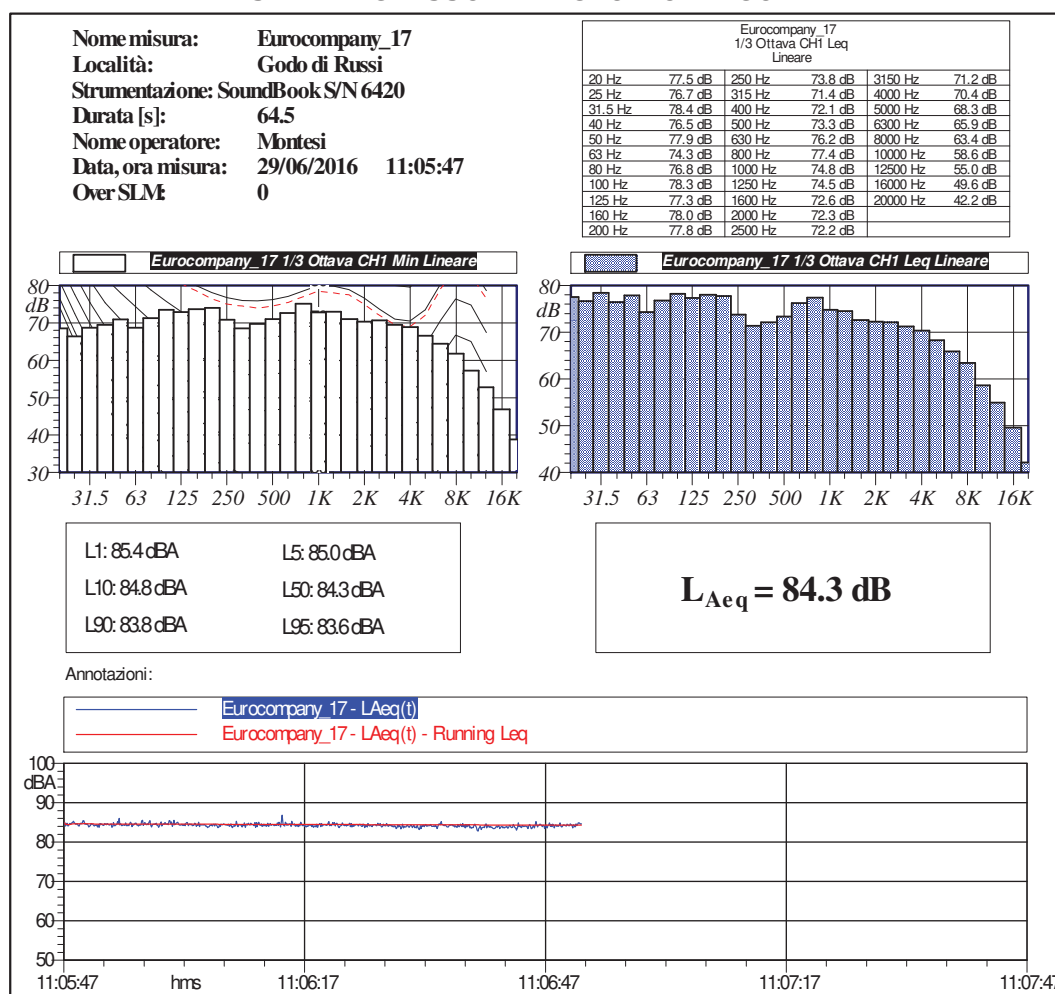 Nome misura: Eurocompany_17
Località: Godo di Russi
Strumentazione: SoundBook S/N 6420
Durata [s]: 64.5
Nome operatore: Montesi
Data, ora misura: 29/06/2016 11:05:47
Over SLM: 0
Eurocompany_17
1/3 Ottava CH1 Leq
Lineare
20 Hz 77.5 dB 250 Hz 73.8 dB 3150 Hz 71.2 dB
25 Hz 76.7 dB 315 Hz 71.4 dB 4000 Hz 70.4 dB
31.5 Hz 78.4 dB 400 Hz 72.1 dB 5000 Hz 68.3 dB
40 Hz 76.5 dB 500 Hz 73.3 dB 6300 Hz 65.9 dB
50 Hz 77.9 dB 630 Hz 76.2 dB 8000 Hz 63.4 dB
63 Hz 74.3 dB 800 Hz 77.4 dB 10000 Hz 58.6 dB
80 Hz 76.8 dB 1000 Hz 74.8 dB 12500 Hz 55.0 dB
100 Hz 78.3 dB 1250 Hz 74.5 dB 16000 Hz 49.6 dB
125 Hz 77.3 dB 1600 Hz 72.6 dB 20000 Hz 42.2 dB
160 Hz 78.0 dB 2000 Hz 72.3 dB
200 Hz 77.8 dB 2500 Hz 72.2 dB
Eurocompany_17 1/3 Ottava CH1 Min Lineare
80
dB
70
60
50
40
30
31.5 63 125 250 500 1K 2K 4K 8K 16K
Eurocompany_17 1/3 Ottava CH1 Leq Lineare
80
dB
70
60
50
40
31.5 63 125 250 500 1K 2K 4K 8K 16K
L1: 85.4 dBA L5: 85.0 dBA
L10: 84.8 dBA L50: 84.3 dBA
L90: 83.8 dBA L95: 83.6 dBA
LAeq = 84.3 dB
Annotazioni:
Eurocompany_17 - LAeq(t)
Eurocompany_17 - LAeq(t) - Running Leq
100
dBA
90
80
70
60
50
11:05:47 hms 11:06:17 11:06:47 11:07:17 11:07:47